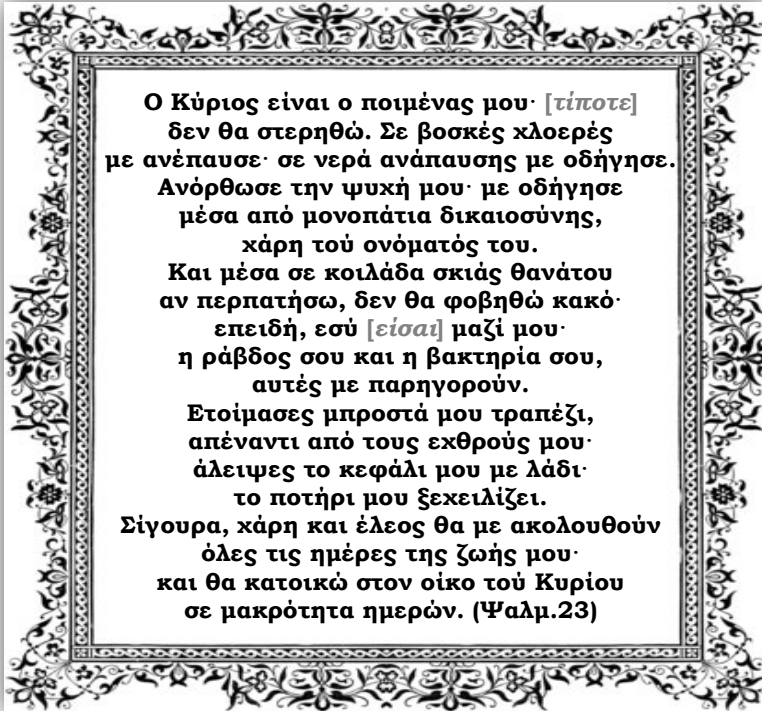 Ο Κύριος είναι ο ποιμένας μου· [τίποτε]
δεν θα στερηθώ. Σε βοσκές χλοερές
με ανέπαυσε· σε νερά ανάπαυσης με οδήγησε.
Ανόρθωσε την ψυχή μου· με οδήγησε
μέσα από μονοπάτια δικαιοσύνης,
χάρη τού ονόματός του.
Και μέσα σε κοιλάδα σκιάς θανάτου
αν περπατήσω, δεν θα φοβηθώ κακό·
επειδή, εσύ [είσαι] μαζί μου·
η ράβδος σου και η βακτηρία σου,
αυτές με παρηγορούν.
Ετοίμασες μπροστά μου τραπέζι,
απέναντι από τους εχθρούς μου·
άλειψες το κεφάλι μου με λάδι·
το ποτήρι μου ξεχειλίζει.
Σίγουρα, χάρη και έλεος θα με ακολουθούν
όλες τις ημέρες της ζωής μου·
και θα κατοικώ στον οίκο τού Κυρίου
σε μακρότητα ημερών. (Ψαλμ.23)